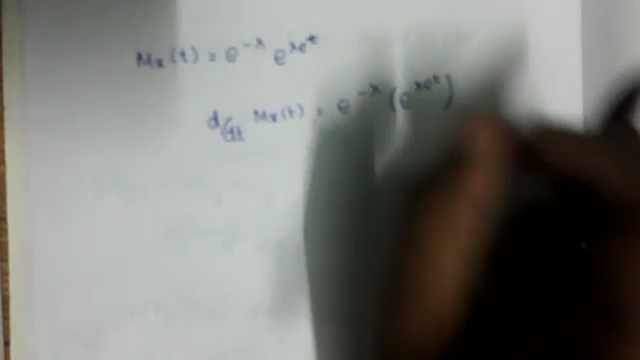 Mx(t) = e^-λ e^λe^t
d/dt Mx(t) = e^-λ (e^λe^t)